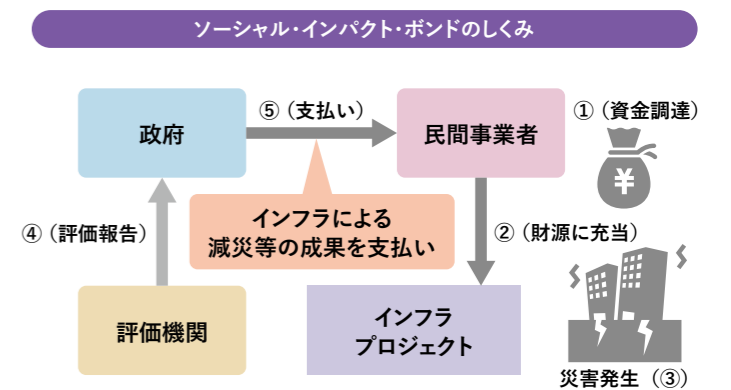 ソーシャル・インパクト・ボンドのしくみ
政府
⑤（支払い）
民間事業者
①（資金調達）
¥
インフラによる
減災等の成果を支払い
④（評価報告）
②（財源に充当）
評価機関
インフラ
プロジェクト
災害発生（③）